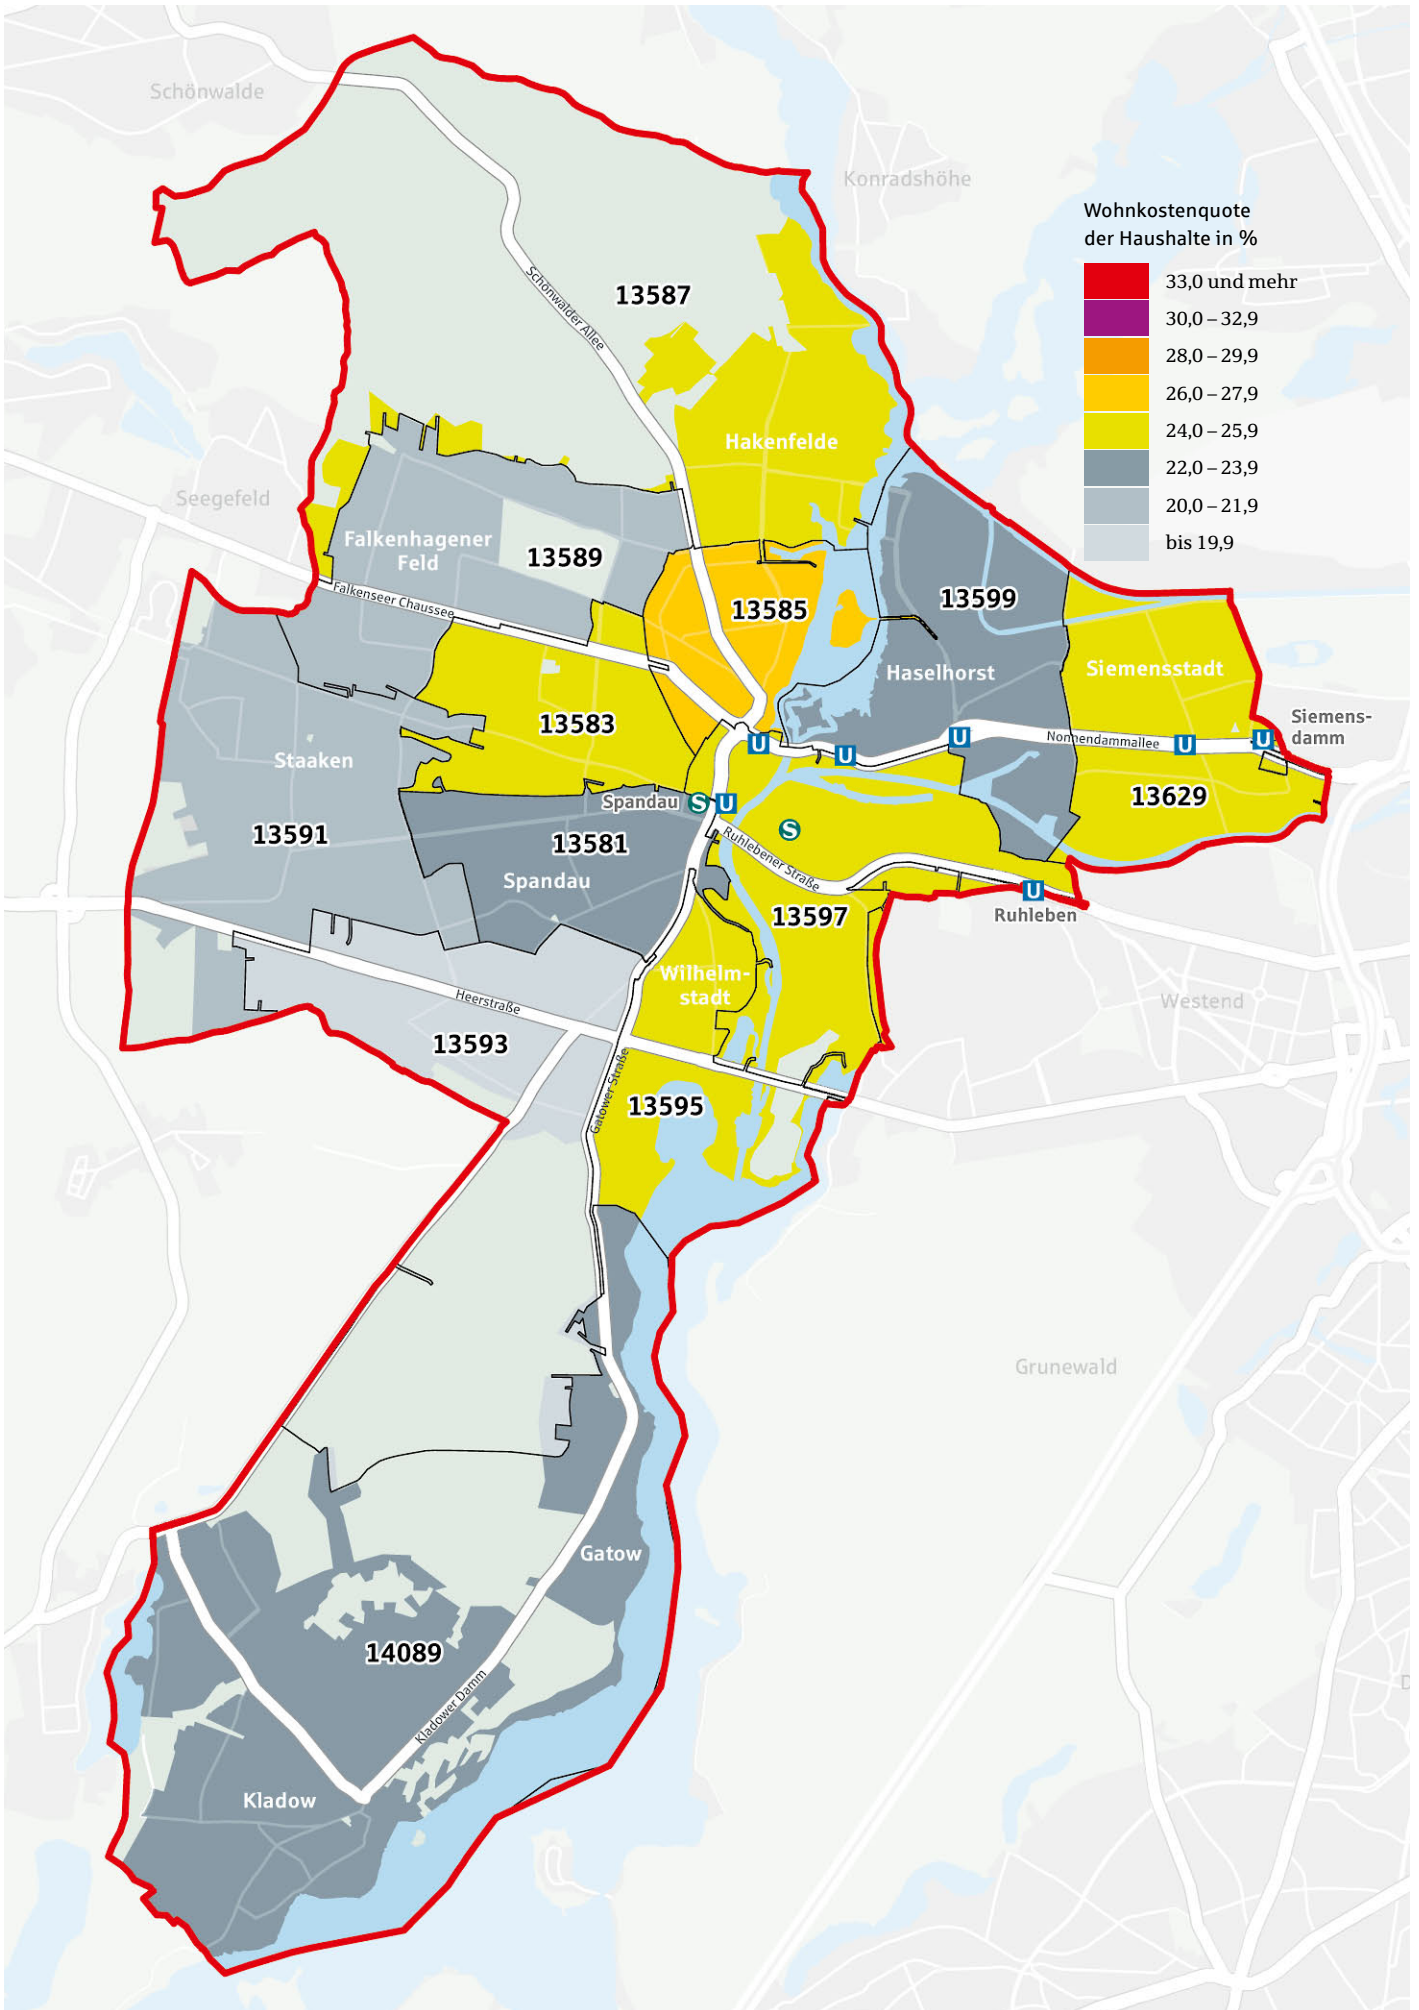 Schönwalde
Konradshöhe
Wohnkostenquote
der Haushalte in %
33,0 und mehr
30,0 – 32,9
28,0 – 29,9
26,0 – 27,9
24,0 – 25,9
22,0 – 23,9
20,0 – 21,9
bis 19,9
13587
Schönwalder Allee
Hakenfelde
Seegefeld
Falkenhagener
Feld
13589
Falkenseer Chaussee
13585
13599
Haselhorst
Siemensstadt
13583
Siemens-
damm
Nonnendammallee
U
U
U
U
U
Staaken
13629
Spandau
S
U
S
13591
13581
Ruhlebener Straße
Spandau
U
Ruhleben
13597
Wilhelm-
stadt
Westend
Heerstraße
13593
Gatower Straße
13595
Grunewald
Gatow
14089
Kladower Damm
Kladow
D